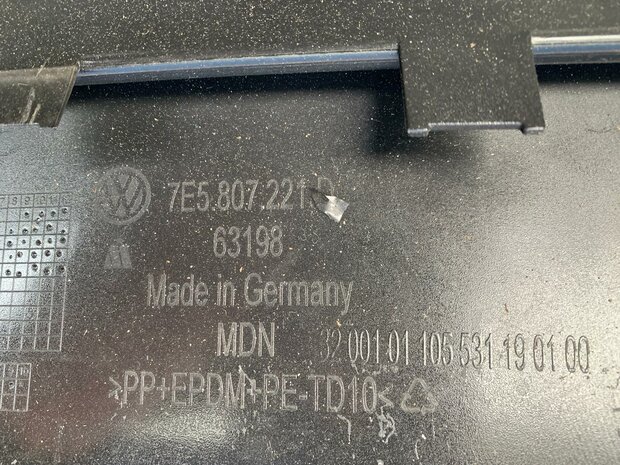 7E5.807.221
63198
Made in Germany
MDN 32 001 01 105 531 19 01 00
>PP+EPDM+PE-TD10<